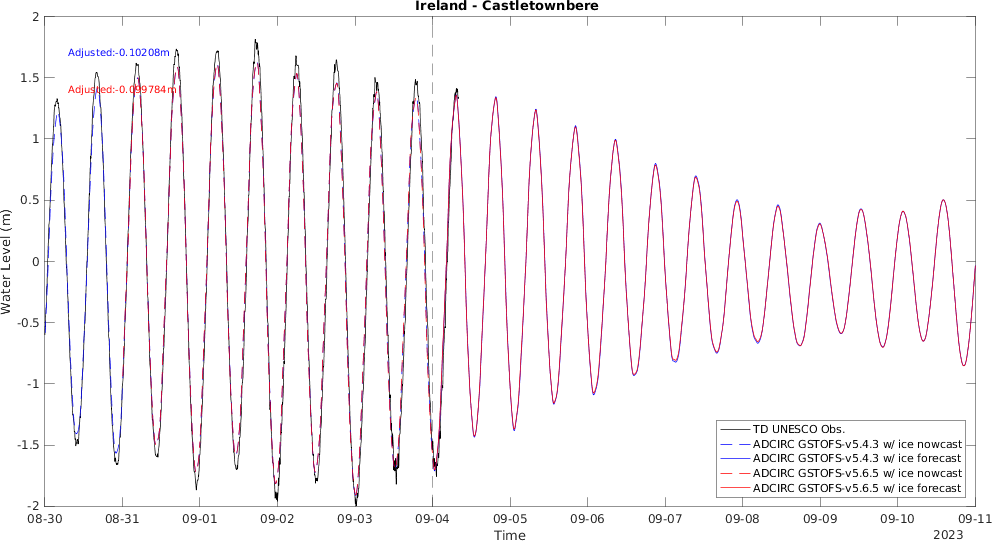 Ireland - Castletownbere
Water Level (m)
2
1.5
1
0.5
0
-0.5
-1
-1.5
-2
Adjusted:-0.10208m
Adjusted:-0.099784m
TD UNESCO Obs.
ADCIRC GSTOFS-v5.4.3 w/ ice nowcast
ADCIRC GSTOFS-v5.4.3 w/ ice forecast
ADCIRC GSTOFS-v5.6.5 w/ ice nowcast
ADCIRC GSTOFS-v5.6.5 w/ ice forecast
08-30 08-31 09-01 09-02 09-03 09-04 09-05 09-06 09-07 09-08 09-09 09-10 09-11
Time
2023